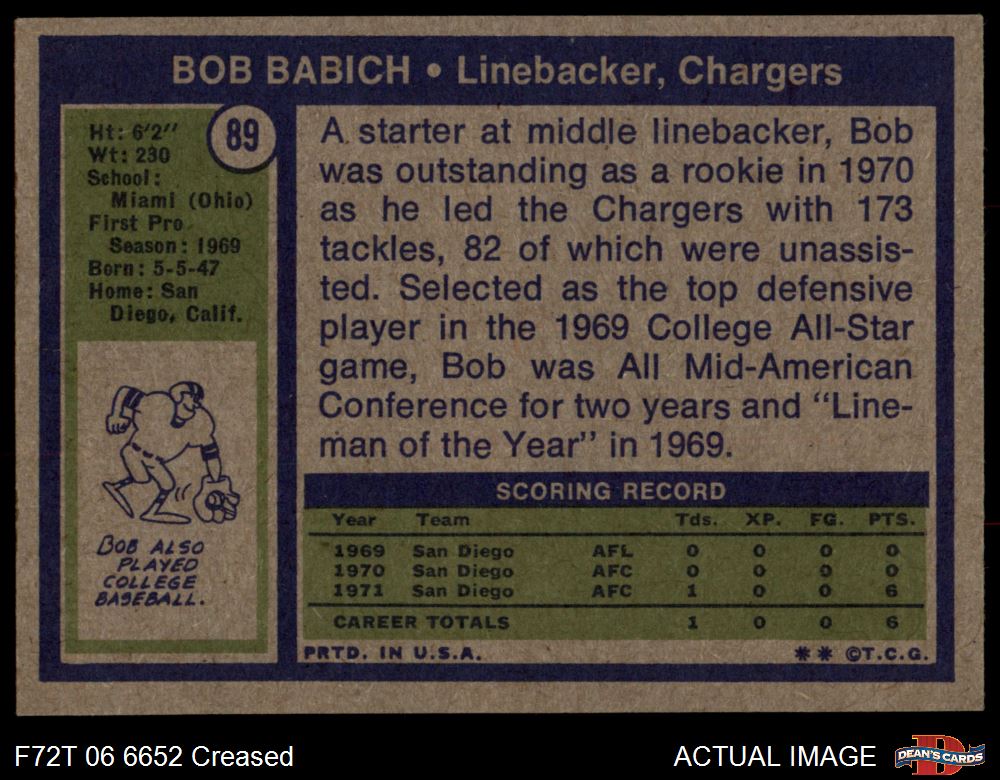 BOB BABICH • Linebacker, Chargers
89
Ht: 6'2"
Wt: 230
School:
Miami (Ohio)
First Pro
Season: 1969
Born: 5-5-47
Home: San
Diego, Calif.
BOB ALSO
PLAYED
COLLEGE
BASEBALL.
A starter at middle linebacker, Bob
was outstanding as a rookie in 1970
as he led the Chargers with 173
tackles, 82 of which were unassis-
ted. Selected as the top defensive
player in the 1969 College All-Star
game, Bob was All Mid-American
Conference for two years and "Line-
man of the Year" in 1969.
SCORING RECORD
Year Team Tds. XP. FG. PTS.
1969 San Diego AFL 0 0 0 0
1970 San Diego AFC 0 0 0 0
1971 San Diego AFC 1 0 0 6
CAREER TOTALS 1 0 0 6
PRTD. IN U.S.A. ** ©T.C.G.
F72T 06 6652 Creased
ACTUAL IMAGE
D
DEAN'S CARDS